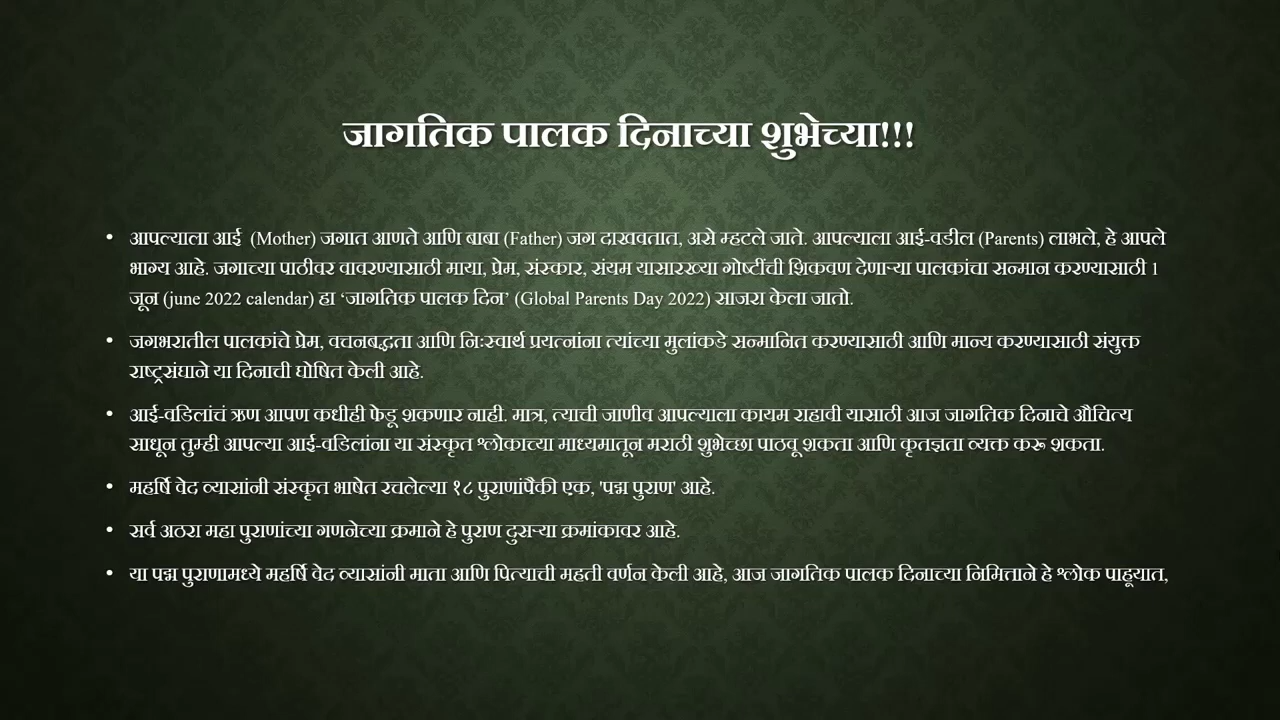 जागतिक पालक दिनाच्या शुभेच्या!!!
• आपल्याला आई (Mother) जगात आणते आणि बाबा (Father) जग दाखवतात, असे म्हटले जाते. आपल्याला आई-वडील (Parents) लाभले, हे आपले
भाग्य आहे. जगाच्या पाठीवर वावरण्यासाठी माया, प्रेम, संस्कार, संयम यासारख्या गोष्टींची शिकवण देणाऱ्या पालकांचा सन्मान करण्यासाठी 1
जून (june 2022 calendar) हा ‘जागतिक पालक दिन’ (Global Parents Day 2022) साजरा केला जातो.
• जगभरातील पालकांचे प्रेम, वचनबद्धता आणि निःस्वार्थ प्रयत्नांना त्यांच्या मुलांकडे सन्मानित करण्यासाठी आणि मान्य करण्यासाठी संयुक्त
राष्ट्रसंघाने या दिनाची घोषित केली आहे.
• आई-वडिलांचं ऋण आपण कधीही फेडू शकणार नाही. मात्र, त्याची जाणीव आपल्याला कायम राहावी यासाठी आज जागतिक दिनाचे औचित्य
साधून तुम्ही आपल्या आई-वडिलांना या संस्कृत श्लोकाच्या माध्यमातून मराठी शुभेच्छा पाठवू शकता आणि कृतज्ञता व्यक्त करू शकता.
• महर्षि वेद व्यासांनी संस्कृत भाषेत रचलेल्या १८ पुराणांपैकी एक, 'पद्म पुराण' आहे.
• सर्व अठरा महा पुराणांच्या गणनेच्या क्रमाने हे पुराण दुसऱ्या क्रमांकावर आहे.
• या पद्म पुराणामध्ये महर्षि वेद व्यासांनी माता आणि पित्याची महती वर्णन केली आहे, आज जागतिक पालक दिनाच्या निमित्ताने हे श्लोक पाहूयात,